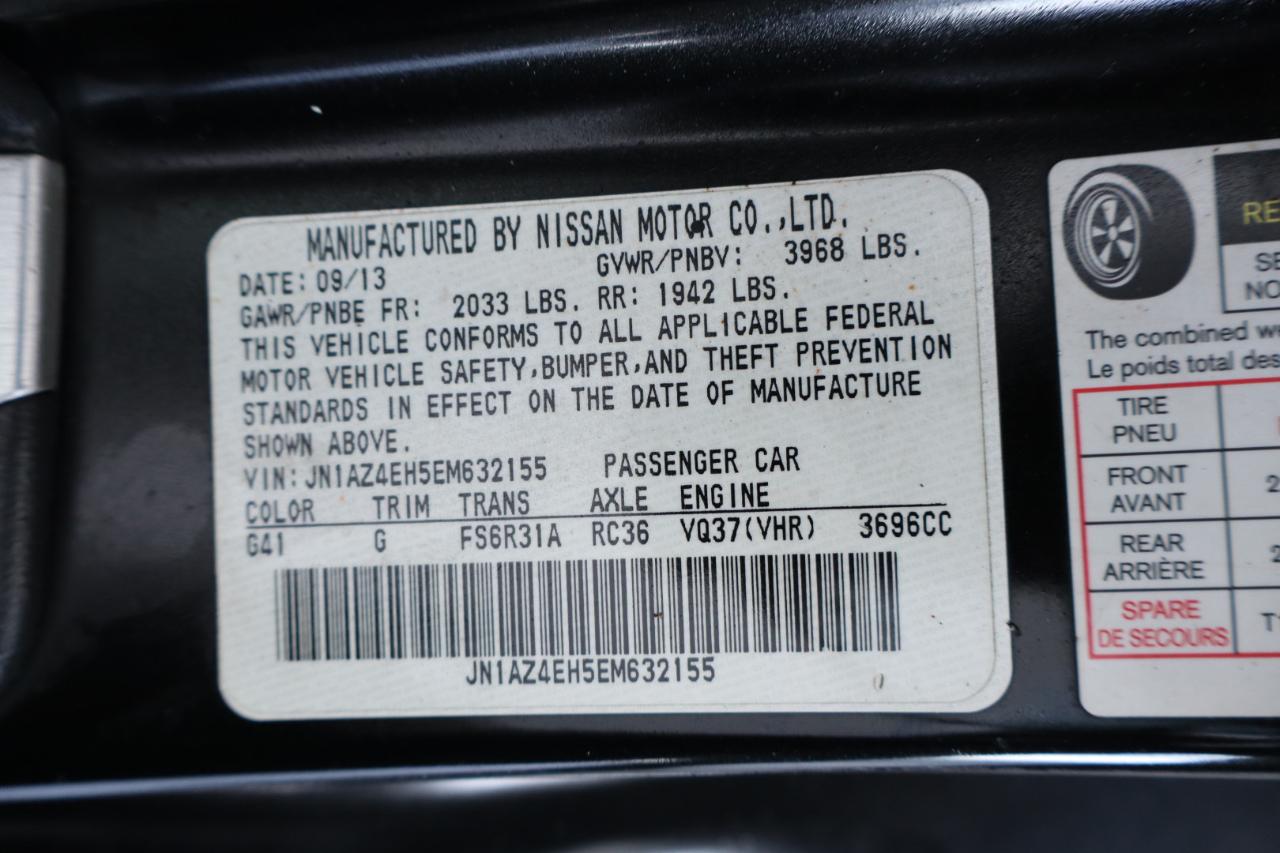 MANUFACTURED BY NISSAN MOTOR CO.,LTD.
DATE: 09/13 GVWR/PNBV: 3968 LBS.
GAWR/PNBE FR: 2033 LBS. RR: 1942 LBS.
THIS VEHICLE CONFORMS TO ALL APPLICABLE FEDERAL
MOTOR VEHICLE SAFETY,BUMPER,AND THEFT PREVENTION
STANDARDS IN EFFECT ON THE DATE OF MANUFACTURE
SHOWN ABOVE.
VIN: JN1AZ4EH5EM632155 PASSENGER CAR
COLOR TRIM TRANS AXLE ENGINE
G41 G FS6R31A RC36 VQ37(VHR) 3696CC
JN1AZ4EH5EM632155
The combined
Le poids total
TIRE
PNEU
FRONT
AVANT
REAR
ARRIÈRE
SPARE
DE SECOURS